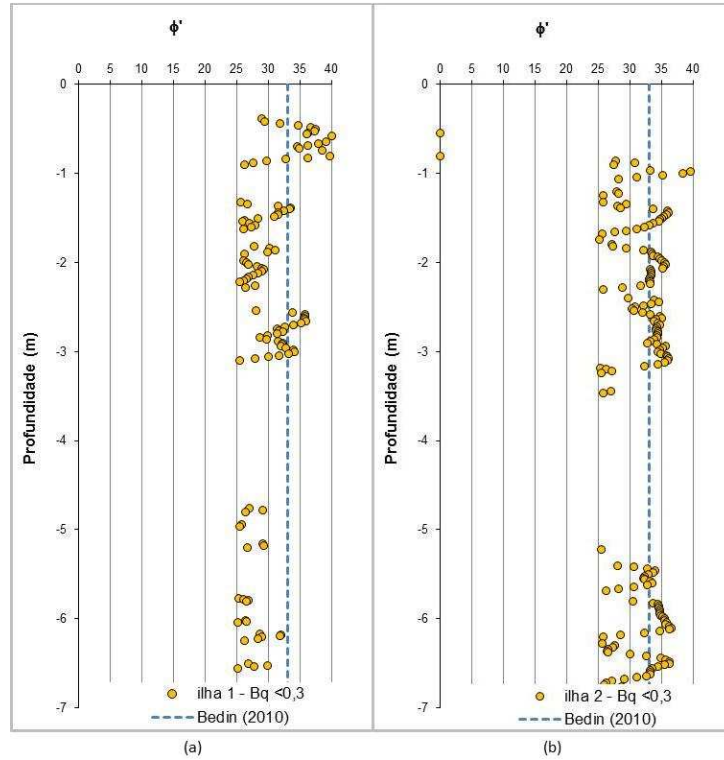 ϕ'
0 5 10 15 20 25 30 35 40
0
-1
-2
-3
-4
-5
-6
-7
Profundidade (m)
ilha 1 - Bq <0,3
Bedin (2010)
(a)
ϕ'
0 5 10 15 20 25 30 35 40
0
-1
-2
-3
-4
-5
-6
-7
Profundidade (m)
ilha 2 - Bq <0,3
Bedin (2010)
(b)